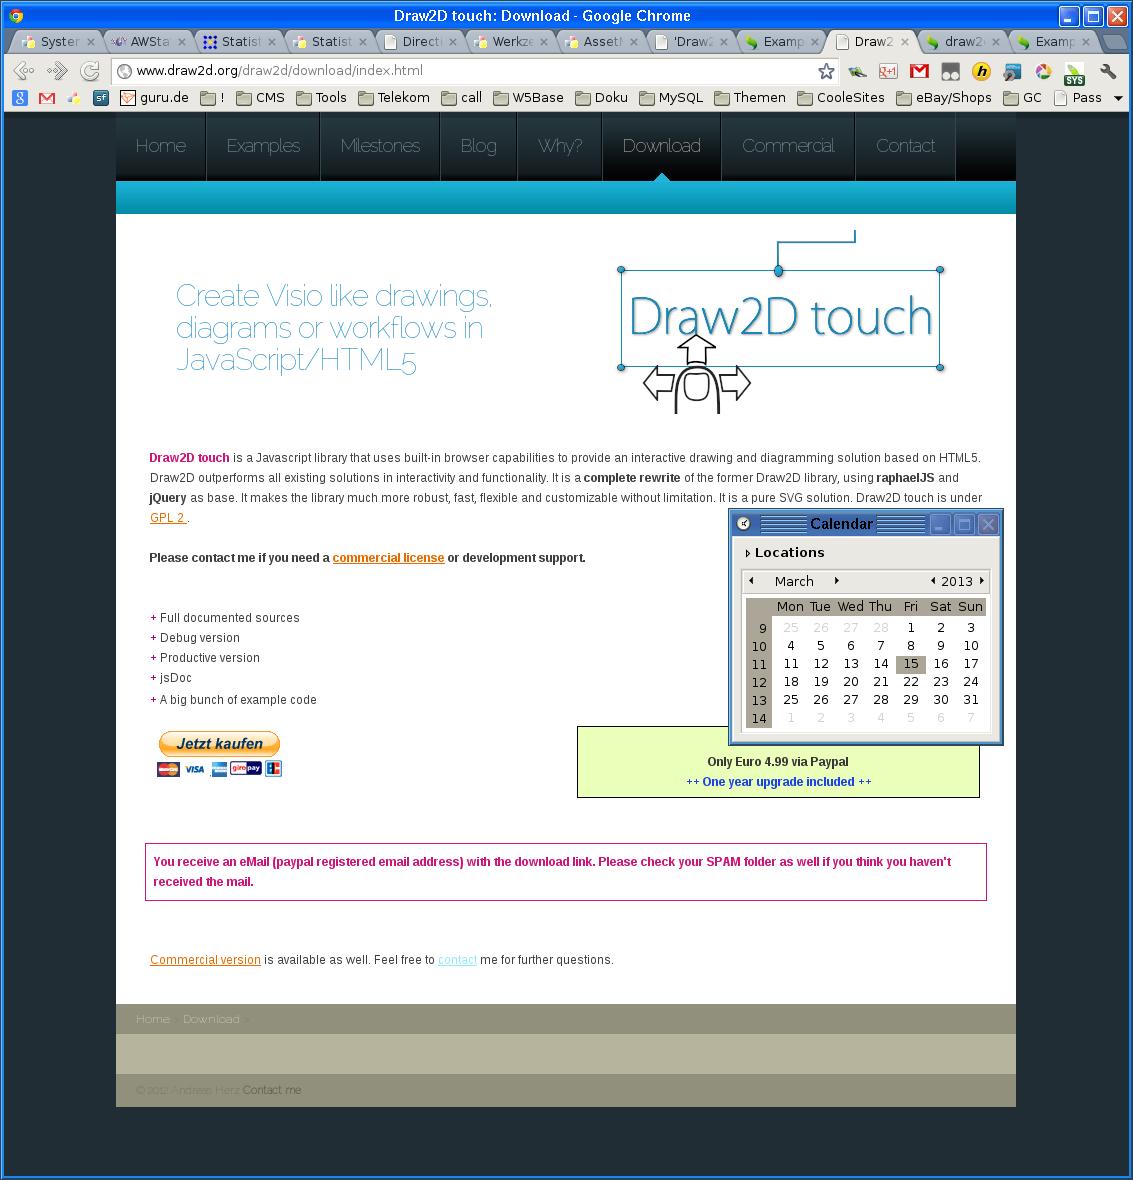 Draw2D touch: Download - Google Chrome
System AWSta Statist Statist Directi Werkze AssetM 'Draw2 Examp Draw2 draw2 Examp
www.draw2d.org/draw2d/download/index.html
SYS
guru.de ! CMS Tools Telekom call W5Base Doku MySQL Themen CooleSites eBay/Shops GC Pass
Home Examples Milestones Blog Why? Download Commercial Contact
Create Visio like drawings,
diagrams or workflows in
JavaScript/HTML5
Draw2D touch
Draw2D touch is a Javascript library that uses built-in browser capabilities to provide an interactive drawing and diagramming solution based on HTML5.
Draw2D outperforms all existing solutions in interactivity and functionality. It is a complete rewrite of the former Draw2D library, using raphaelJS and
jQuery as base. It makes the library much more robust, fast, flexible and customizable without limitation. It is a pure SVG solution. Draw2D touch is under
GPL 2 .
Please contact me if you need a commercial license or development support.
+ Full documented sources
+ Debug version
+ Productive version
+ jsDoc
+ A big bunch of example code
Jetzt kaufen
VISA giropay
Calendar
Locations
March 2013
Mon Tue Wed Thu Fri Sat Sun
9 25 26 27 28 1 2 3
10 4 5 6 7 8 9 10
11 11 12 13 14 15 16 17
12 18 19 20 21 22 23 24
13 25 26 27 28 29 30 31
14 1 2 3 4 5 6 7
Only Euro 4.99 via Paypal
++ One year upgrade included ++
You receive an eMail (paypal registered email address) with the download link. Please check your SPAM folder as well if you think you haven't
received the mail.
Commercial version is available as well. Feel free to contact me for further questions.
Home Download
© 2012 Andreas Herz Contact me